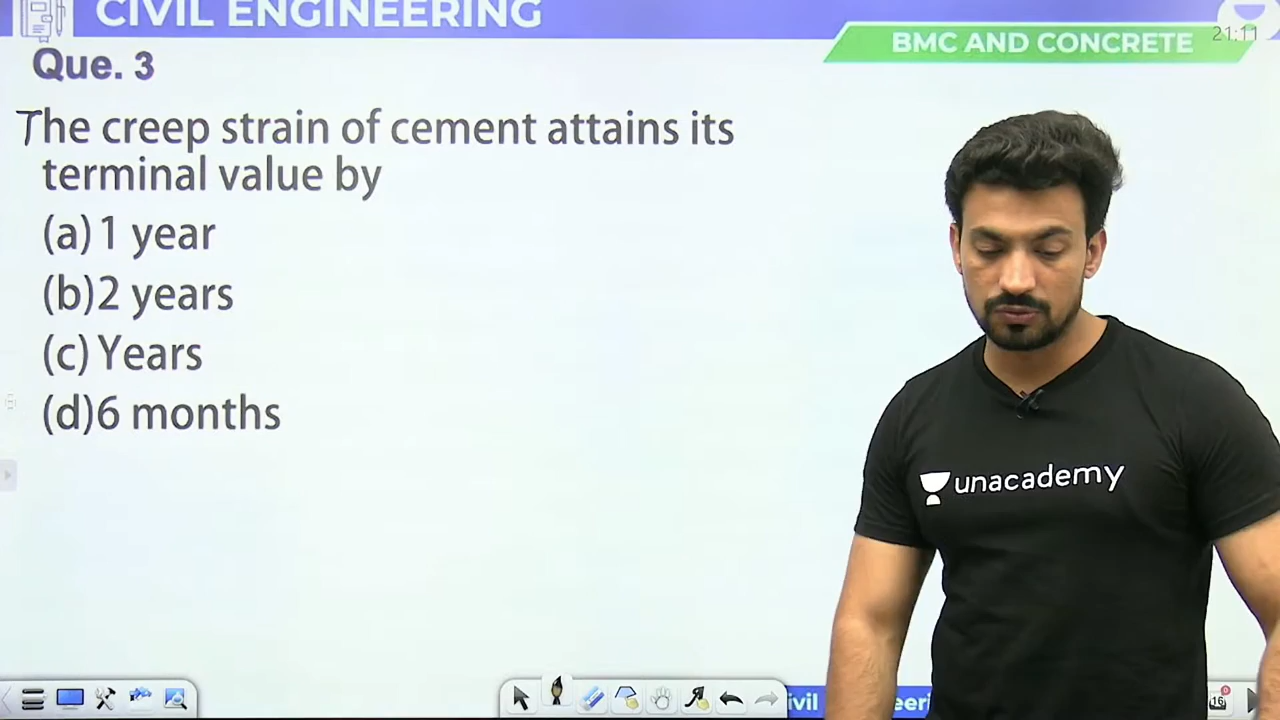 CIVIL ENGINEERING
BMC AND CONCRETE
21:11
Que. 3
The creep strain of cement attains its
terminal value by
(a) 1 year
(b) 2 years
(c) Years
(d) 6 months
unacademy
16